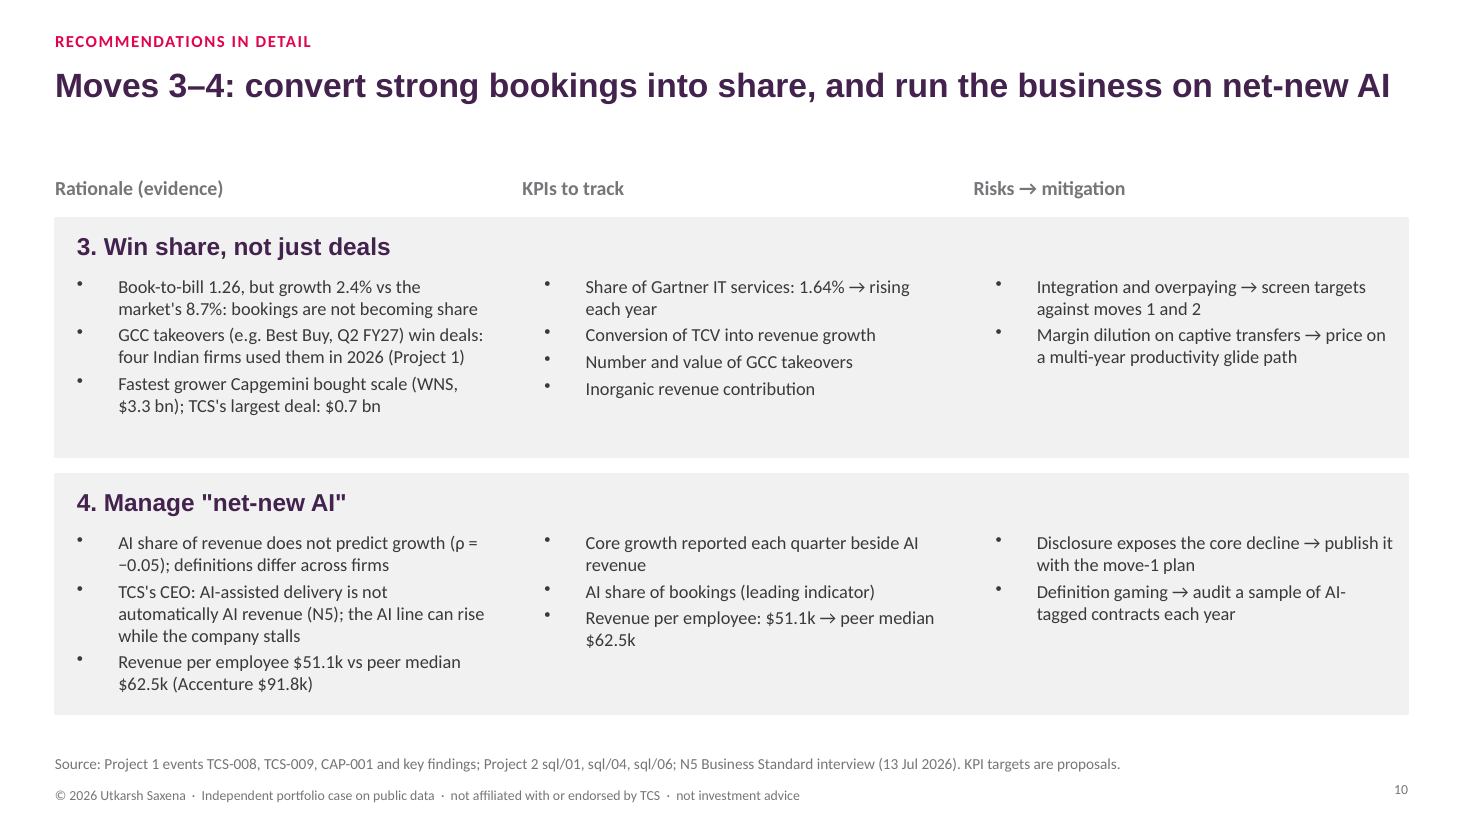 RECOMMENDATIONS IN DETAIL
Moves 3–4: convert strong bookings into share, and run the business on net-new AI
Rationale (evidence)
KPIs to track
Risks → mitigation
3. Win share, not just deals
• Book-to-bill 1.26, but growth 2.4% vs the
market's 8.7%: bookings are not becoming share
• GCC takeovers (e.g. Best Buy, Q2 FY27) win deals:
four Indian firms used them in 2026 (Project 1)
• Fastest grower Capgemini bought scale (WNS,
$3.3 bn); TCS's largest deal: $0.7 bn
• Share of Gartner IT services: 1.64% → rising
each year
• Conversion of TCV into revenue growth
• Number and value of GCC takeovers
• Inorganic revenue contribution
• Integration and overpaying → screen targets
against moves 1 and 2
• Margin dilution on captive transfers → price on
a multi-year productivity glide path
4. Manage "net-new AI"
• AI share of revenue does not predict growth (ρ =
−0.05); definitions differ across firms
• TCS's CEO: AI-assisted delivery is not
automatically AI revenue (N5); the AI line can rise
while the company stalls
• Revenue per employee $51.1k vs peer median
$62.5k (Accenture $91.8k)
• Core growth reported each quarter beside AI
revenue
• AI share of bookings (leading indicator)
• Revenue per employee: $51.1k → peer median
$62.5k
• Disclosure exposes the core decline → publish it
with the move-1 plan
• Definition gaming → audit a sample of AI-
tagged contracts each year
Source: Project 1 events TCS-008, TCS-009, CAP-001 and key findings; Project 2 sql/01, sql/04, sql/06; N5 Business Standard interview (13 Jul 2026). KPI targets are proposals.
© 2026 Utkarsh Saxena · Independent portfolio case on public data · not affiliated with or endorsed by TCS · not investment advice
10